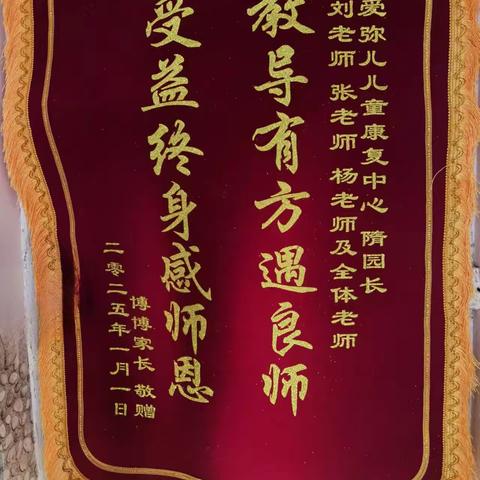 爱弥儿儿童康复中心 隋园长
刘老师 张老师 杨老师及全体老师
教导有方遇良师
受益终身感师恩
博博家长 敬赠
二零二五年一月一日